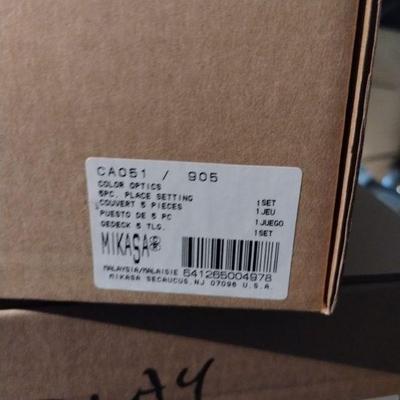 CA051 / 905
COLOR OPTICS
5PC. PLACE SETTING 1SET
COUVERT 5 PIECES 1JEU
PUESTO DE 5 PC 1JUEGO
GEDECK 5 TLG. 1SET
MIKASA®
MALAYSIA/MALAISIE 541265004978
MIKASA SECAUCUS,NJ 07096 U.S.A.